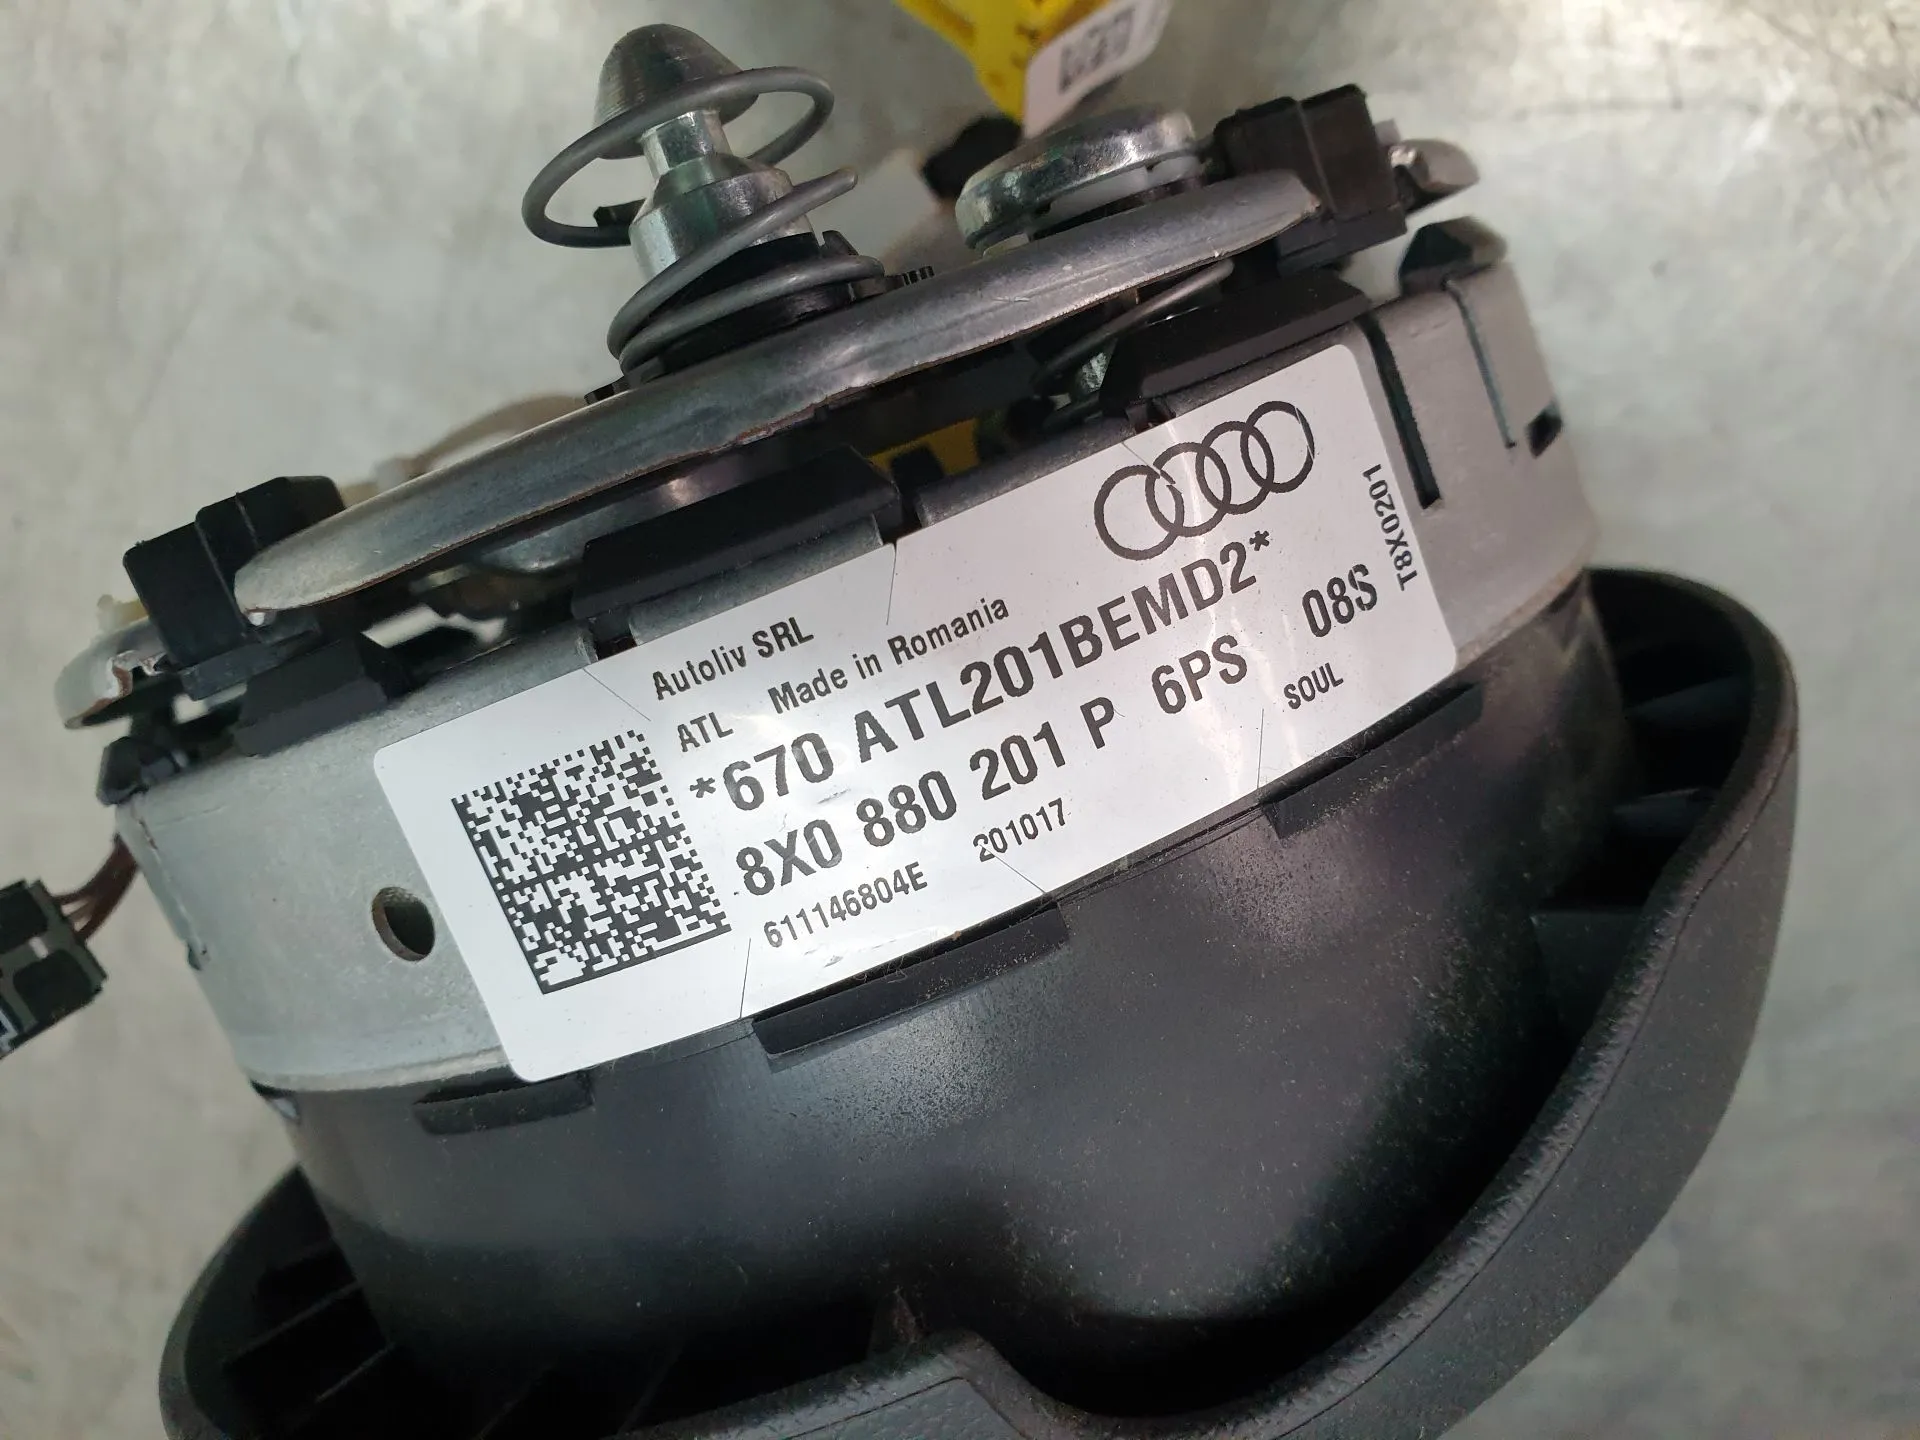 Autoliv SRL
ATL Made in Romania
*670 ATL201BEMD2*
8X0 880 201 P 6PS 08S
611146804E 201017 SOUL
T8X0201